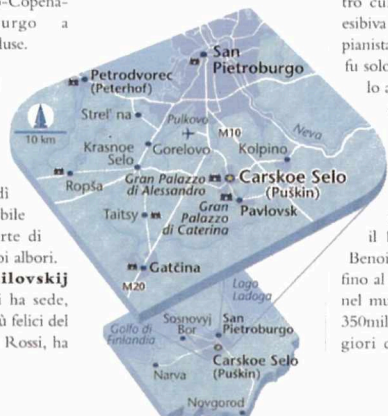 o-Copena-
urgo a
luse.
dì
bile
rte di
oi albori.
ilovskij
i ha sede,
ù felici del
Rossi, ha
San
Pietroburgo
Petrodvorec
(Peterhof)
Strel' na
Pulkovo
M10
Neva
10 km
Krasnoe
Selo
Gorelovo
Kolpino
Ropša
Gran Palazzo
di Alessandro
Carskoe Selo
(Puškin)
Taitsy
Gran
Palazzo
di Caterina
Pavlovsk
Gatčina
M20
Lago
Ladoga
Golfo di
Finlandia
Sosnovyj
Bor
San
Pietroburgo
Carskoe Selo
(Puškin)
Narva
Novgorod
tro cu
esibiva
pianista
fu solo
lo a
il l
Benoi
fino al
nel mu
350mil
giori c